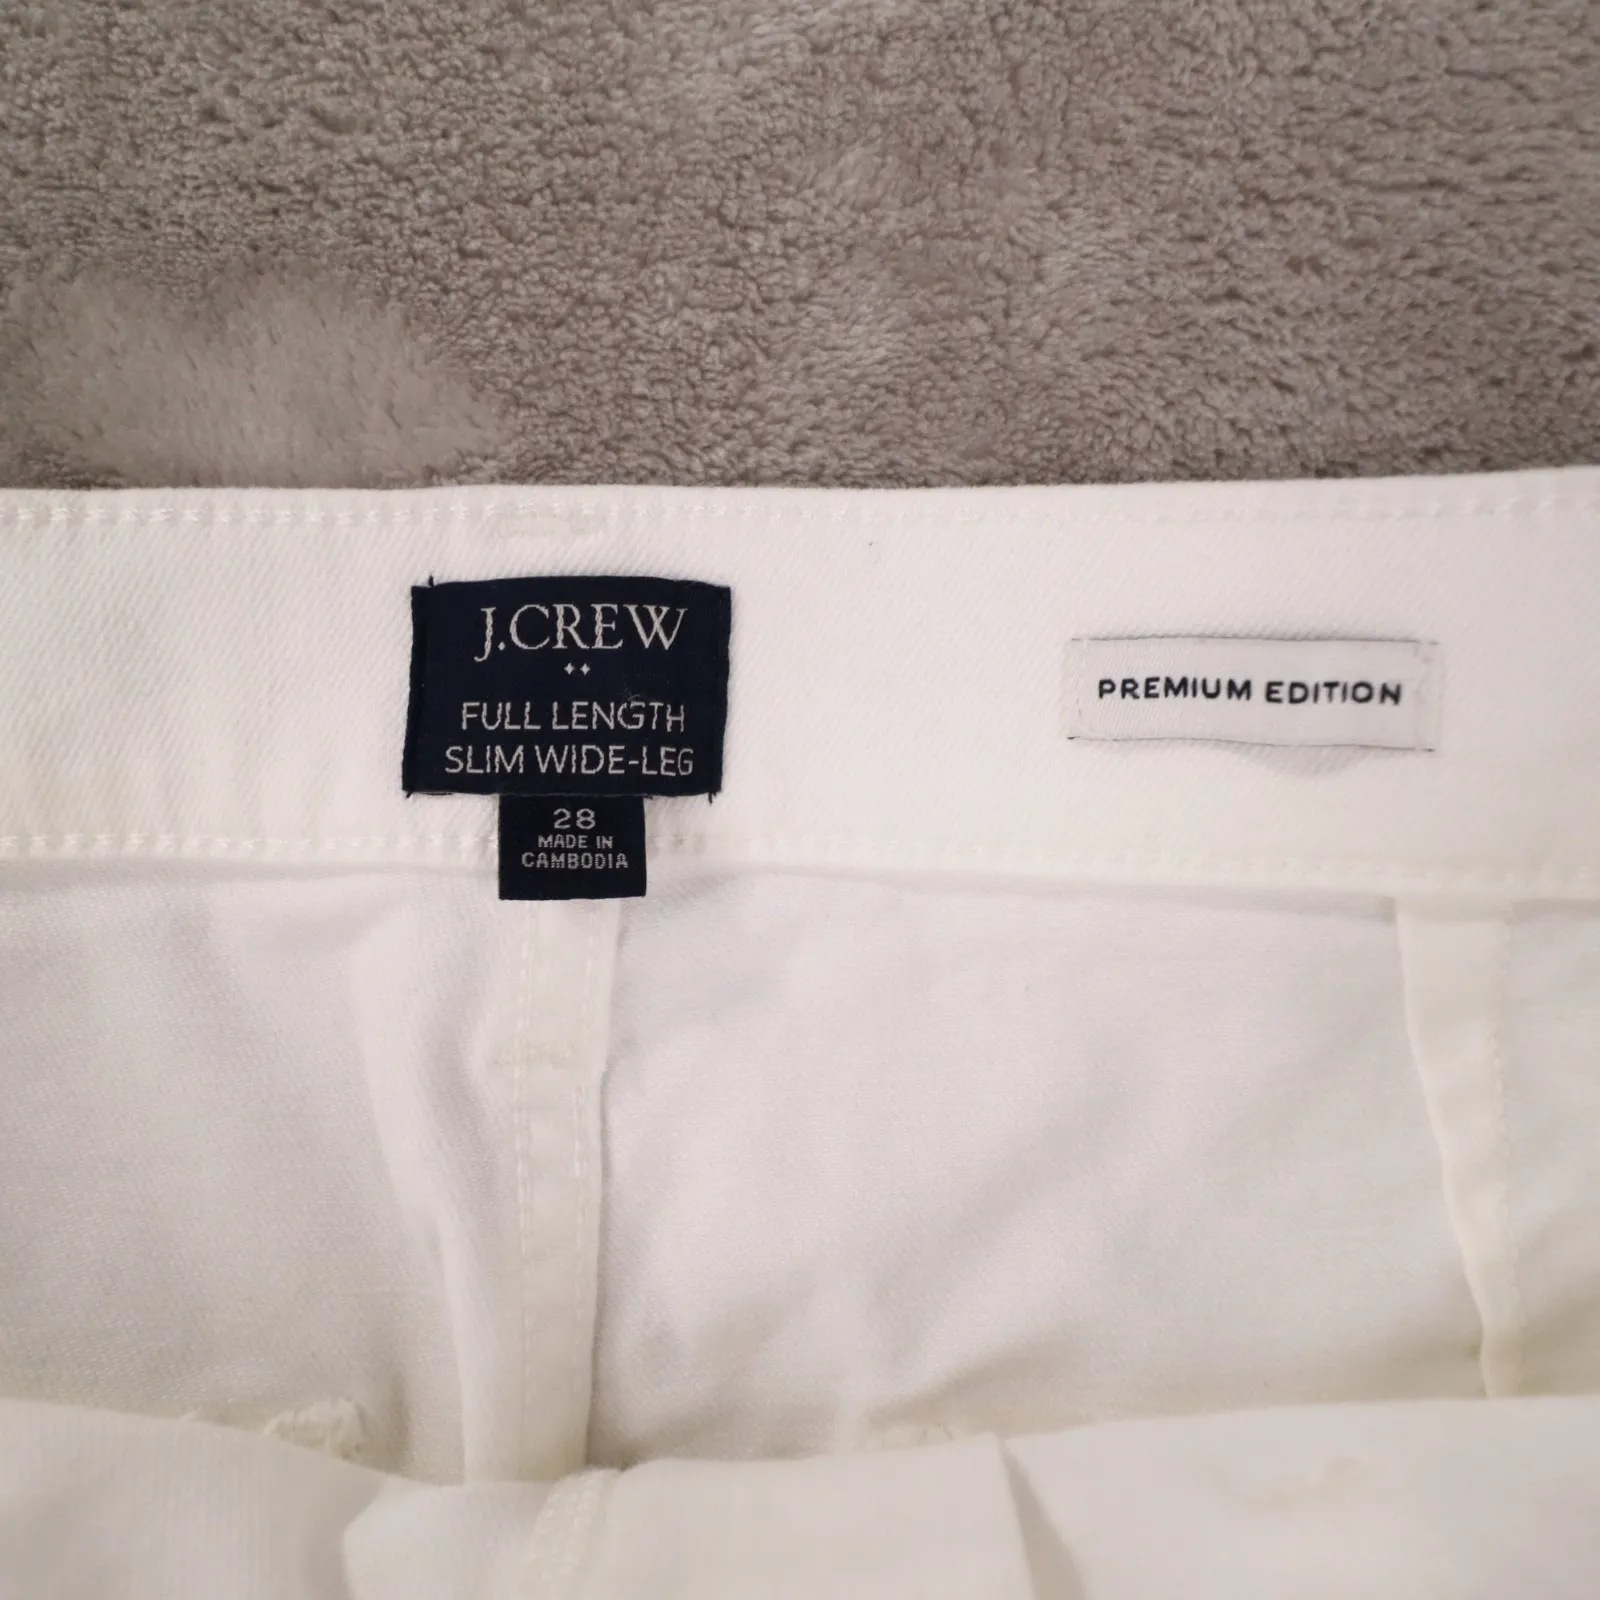 J.CREW
FULL LENGTH
SLIM WIDE-LEG
28
MADE IN
CAMBODIA
PREMIUM EDITION